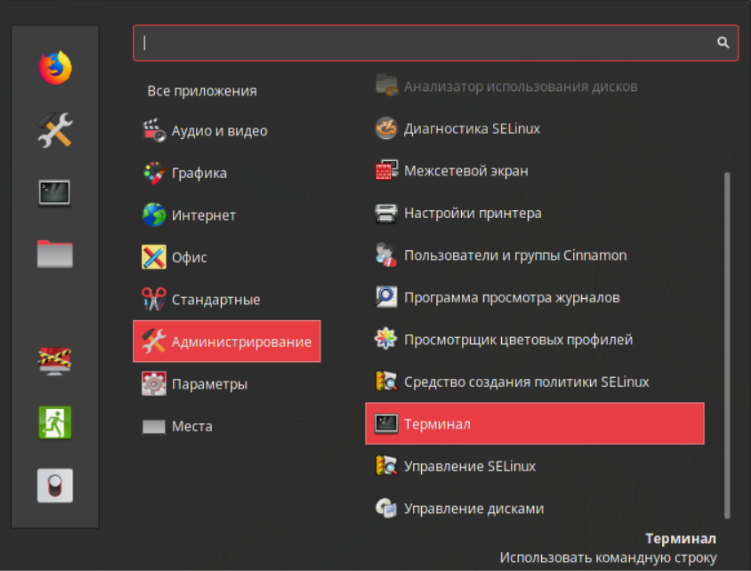 Все приложения
Аудио и видео
Графика
Интернет
Офис
Стандартные
Администрирование
Параметры
Места
Анализатор использования дисков
Диагностика SELinux
Межсетевой экран
Настройки принтера
Пользователи и группы Cinnamon
Программа просмотра журналов
Просмотрщик цветовых профилей
Средство создания политики SELinux
Терминал
Управление SELinux
Управление дисками
Терминал
Использовать командную строку